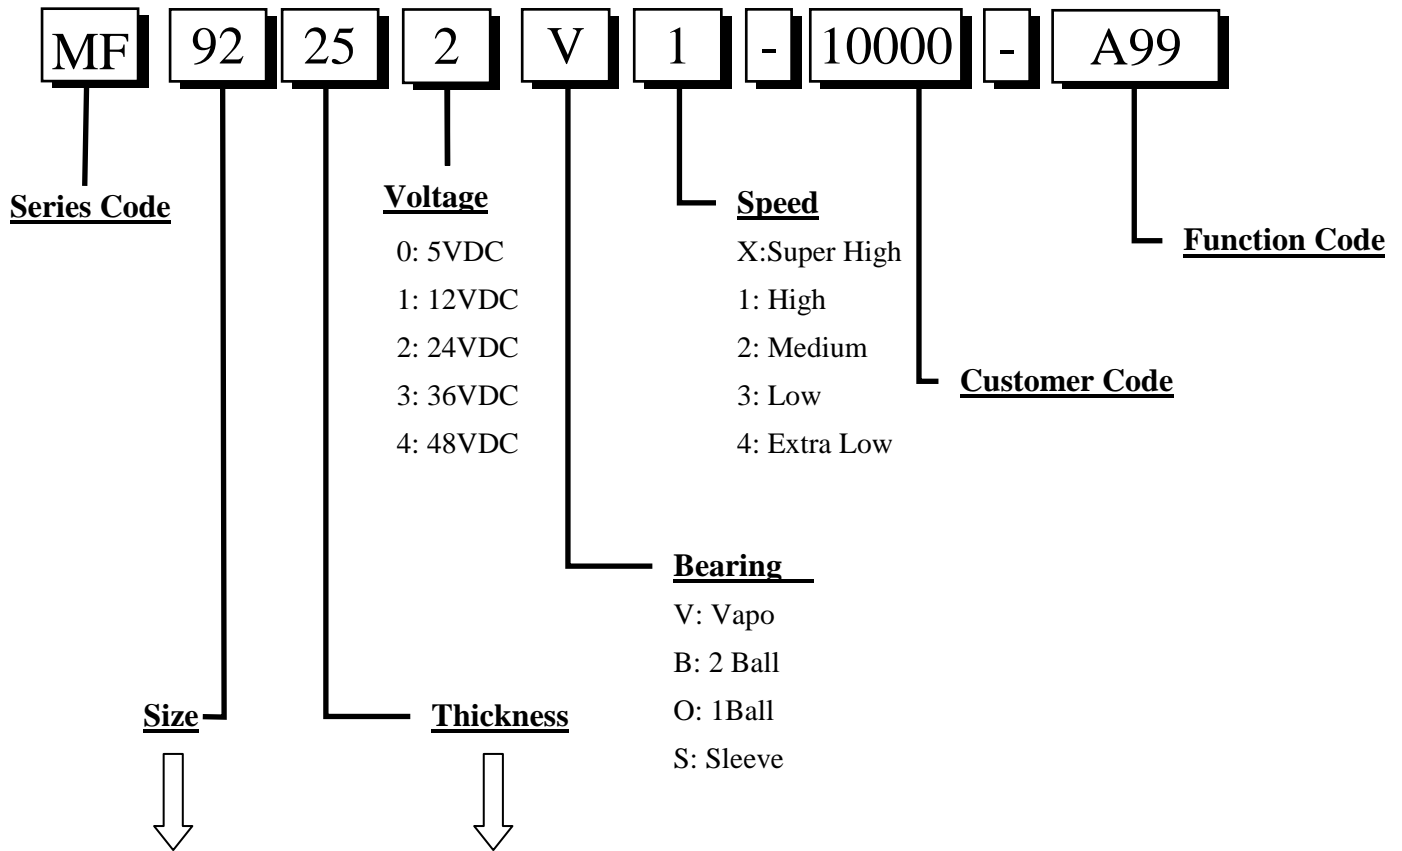 MF 92 25 2 V 1 - 10000 - A99
Series Code
Voltage
0: 5VDC
1: 12VDC
2: 24VDC
3: 36VDC
4: 48VDC
Speed
X:Super High
1: High
2: Medium
3: Low
4: Extra Low
Function Code
Customer Code
Bearing
V: Vapo
B: 2 Ball
O: 1Ball
S: Sleeve
Size
Thickness